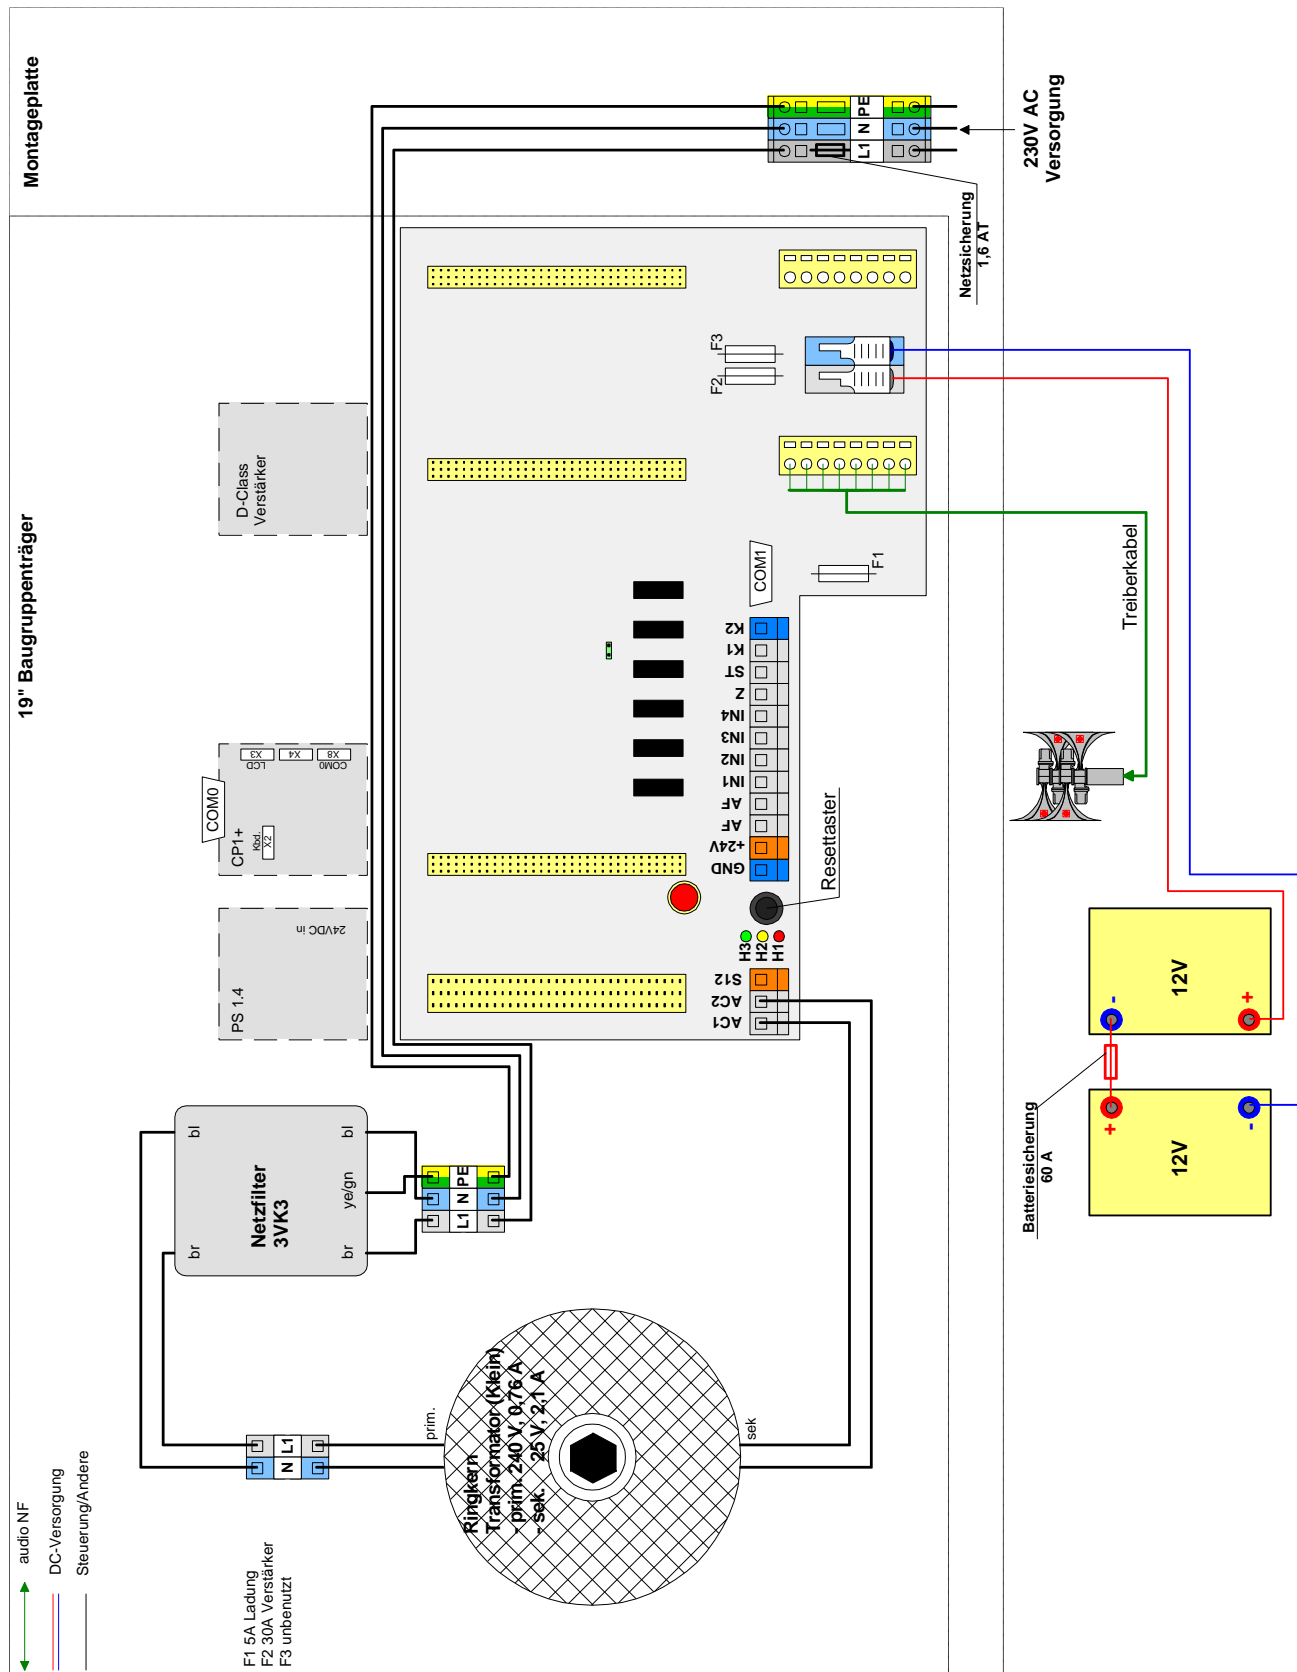 Montageplatte
19" Baugruppenträger
230V AC
Versorgung
PE
N
L1
Netzsicherung
1,6 AT
D-Class
Verstärker
F3
F2
F1
COM1
Treiberkabel
K2
K1
ST
Z
IN4
IN3
IN2
IN1
AF
AF
+24V
GND
Resettaster
H3
H2
H1
S12
AC2
AC1
COM0
CP1+
Kbd.
X2
X3
LCD
X4
X8
COM0
PS 1.4
24VDC in
Netzfilter
3VK3
bl
br
bl
ye/gn
br
PE
N
L1
L1
N
prim.
sek
Ringkern
Transformator (Klein)
- prim. 240 V, 0,76 A
- sek. 25 V, 2,1 A
12V
-
+
Batteriesicherung
60 A
12V
+
-
audio NF
DC-Versorgung
Steuerung/Andere
F1 5A Ladung
F2 30A Verstärker
F3 unbenutzt